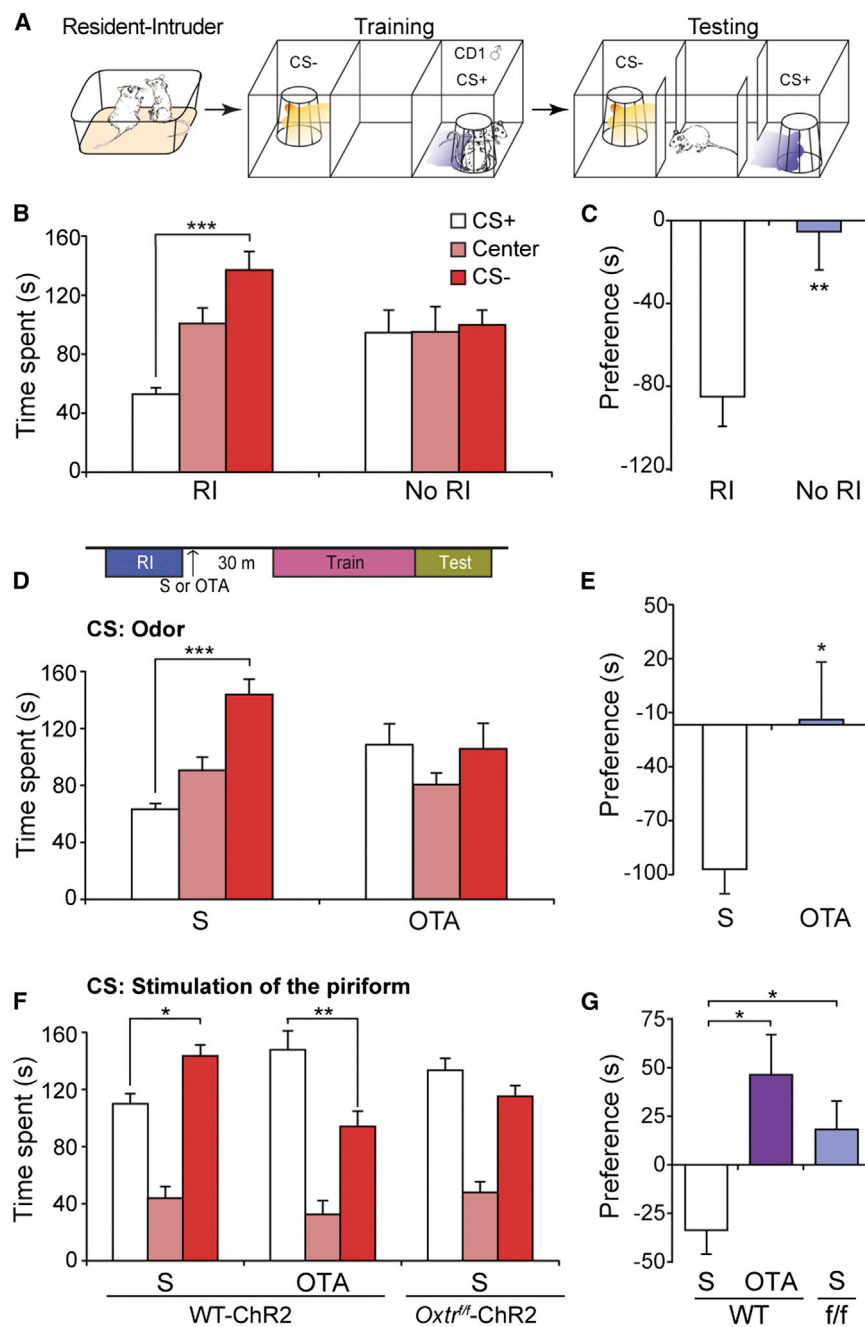 A
Resident-Intruder
Training
Testing
CS-
CD1 ♂
CS+
CS-
CS+
B
***
CS+
Center
CS-
160
120
80
40
0
Time spent (s)
RI
No RI
C
0
-40
-80
-120
Preference (s)
**
RI
No RI
D
RI
30 m
Train
Test
S or OTA
CS: Odor
***
160
120
80
40
0
Time spent (s)
S
OTA
E
50
20
-10
-40
-70
-100
Preference (s)
*
S
OTA
F
CS: Stimulation of the piriform
*
**
160
120
80
40
0
Time spent (s)
S
OTA
S
WT-ChR2
Oxtrf/f-ChR2
G
*
*
75
50
25
0
-25
-50
Preference (s)
S
OTA
S
WT
f/f